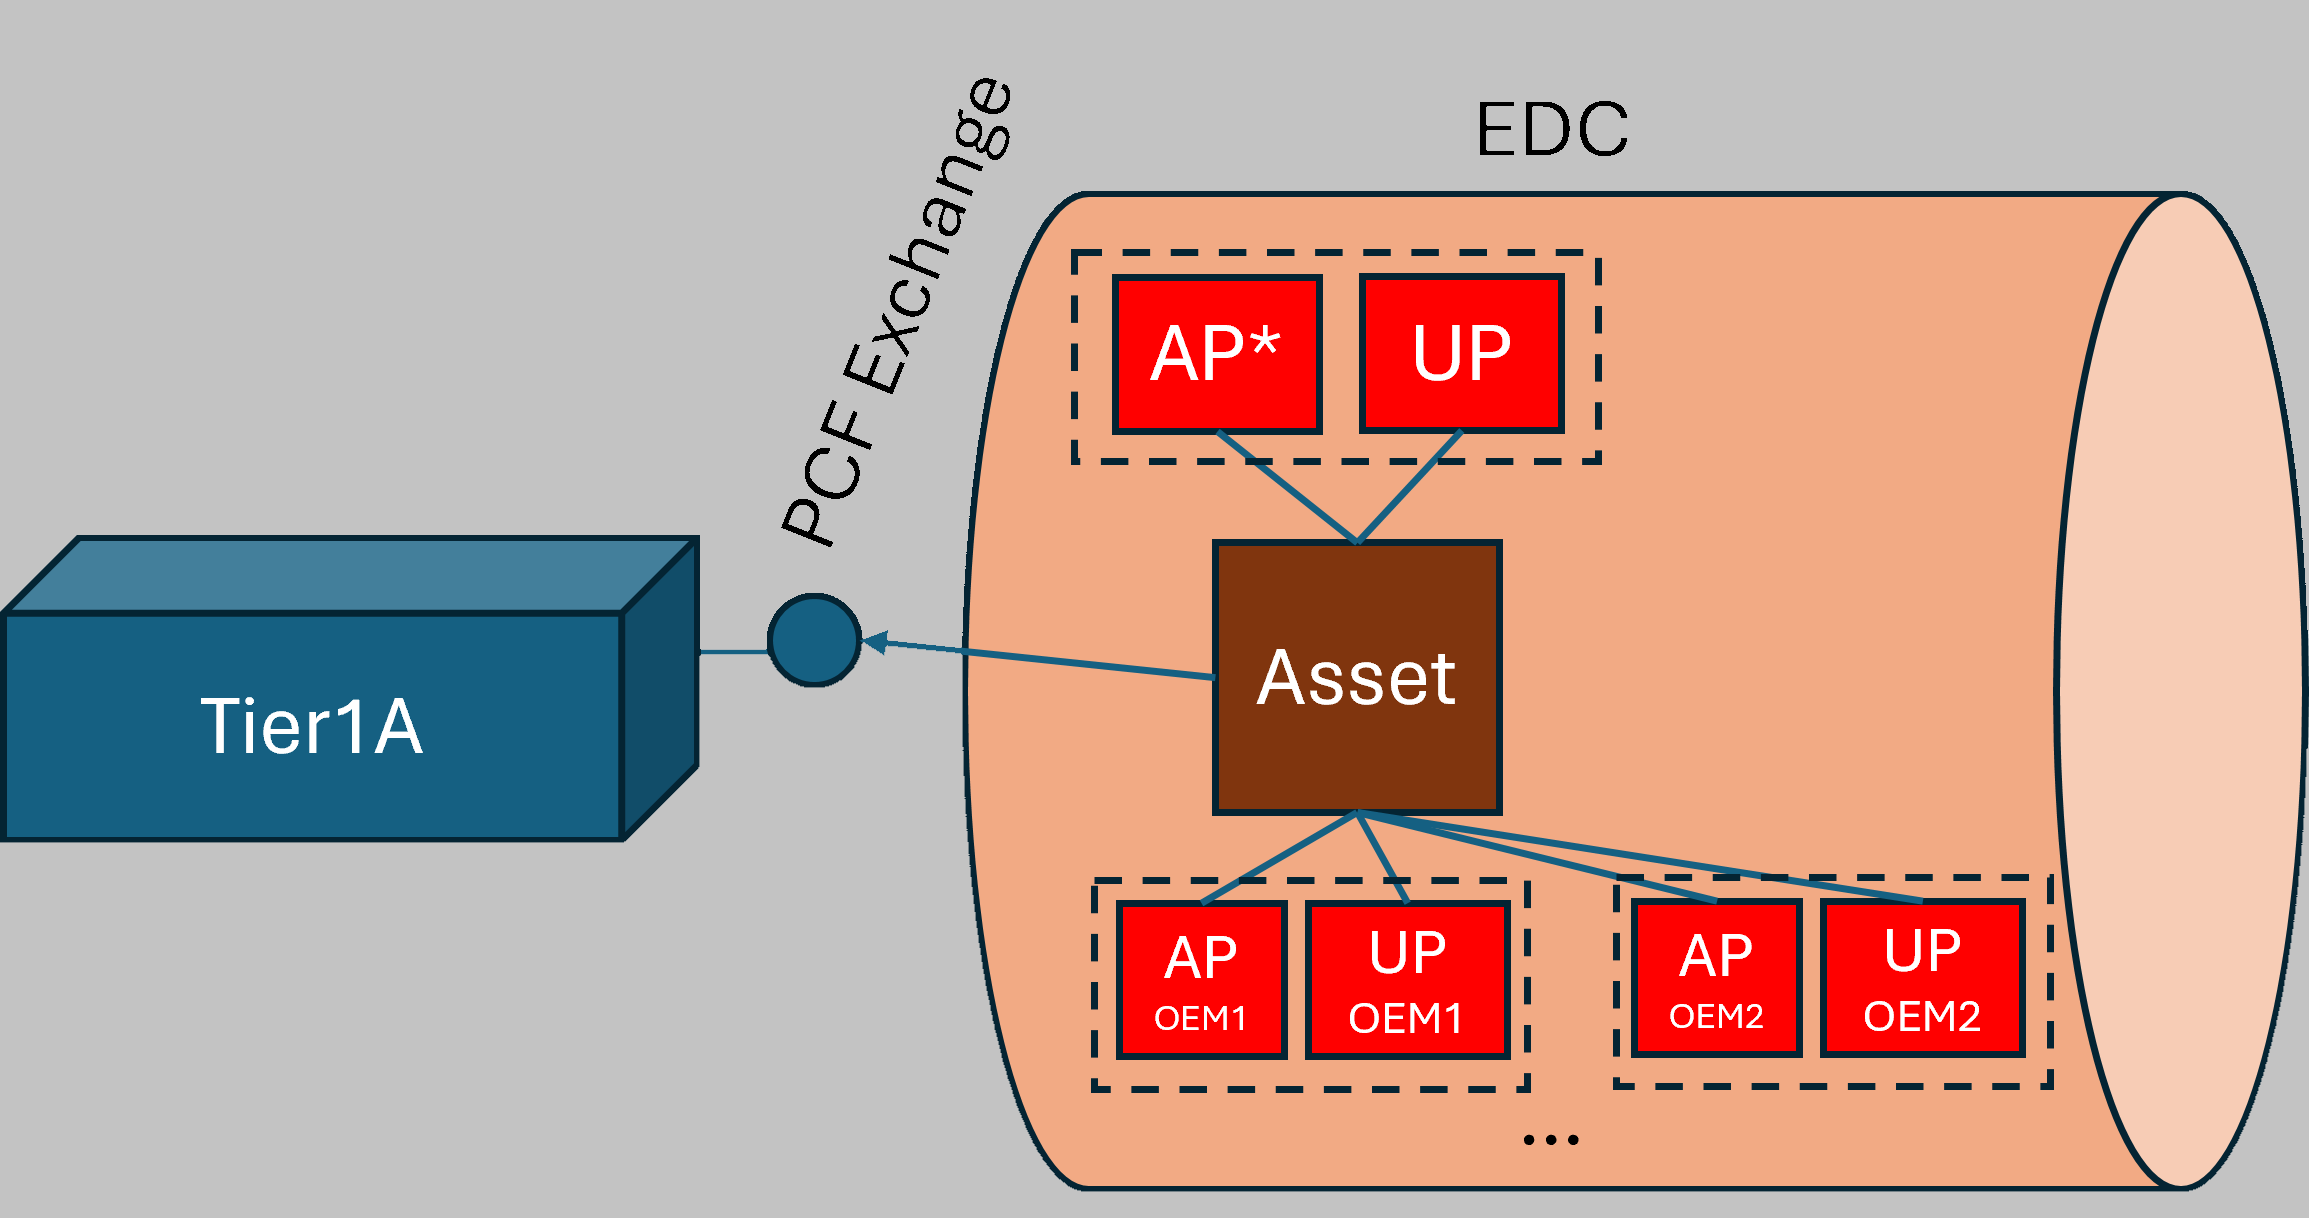 EDC
PCF Exchange
AP*
UP
Asset
Tier1A
AP
OEM1
UP
OEM1
AP
OEM2
UP
OEM2
...